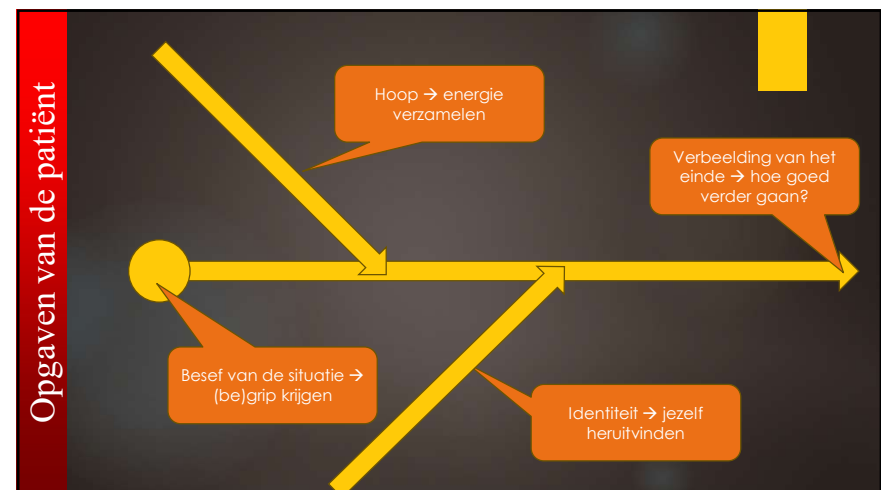 Opgaven van de patiënt
Hoop → energie
verzamelen
Verbeelding van het
einde → hoe goed
verder gaan?
Besef van de situatie →
(be)grip krijgen
Identiteit → jezelf
heruitvinden